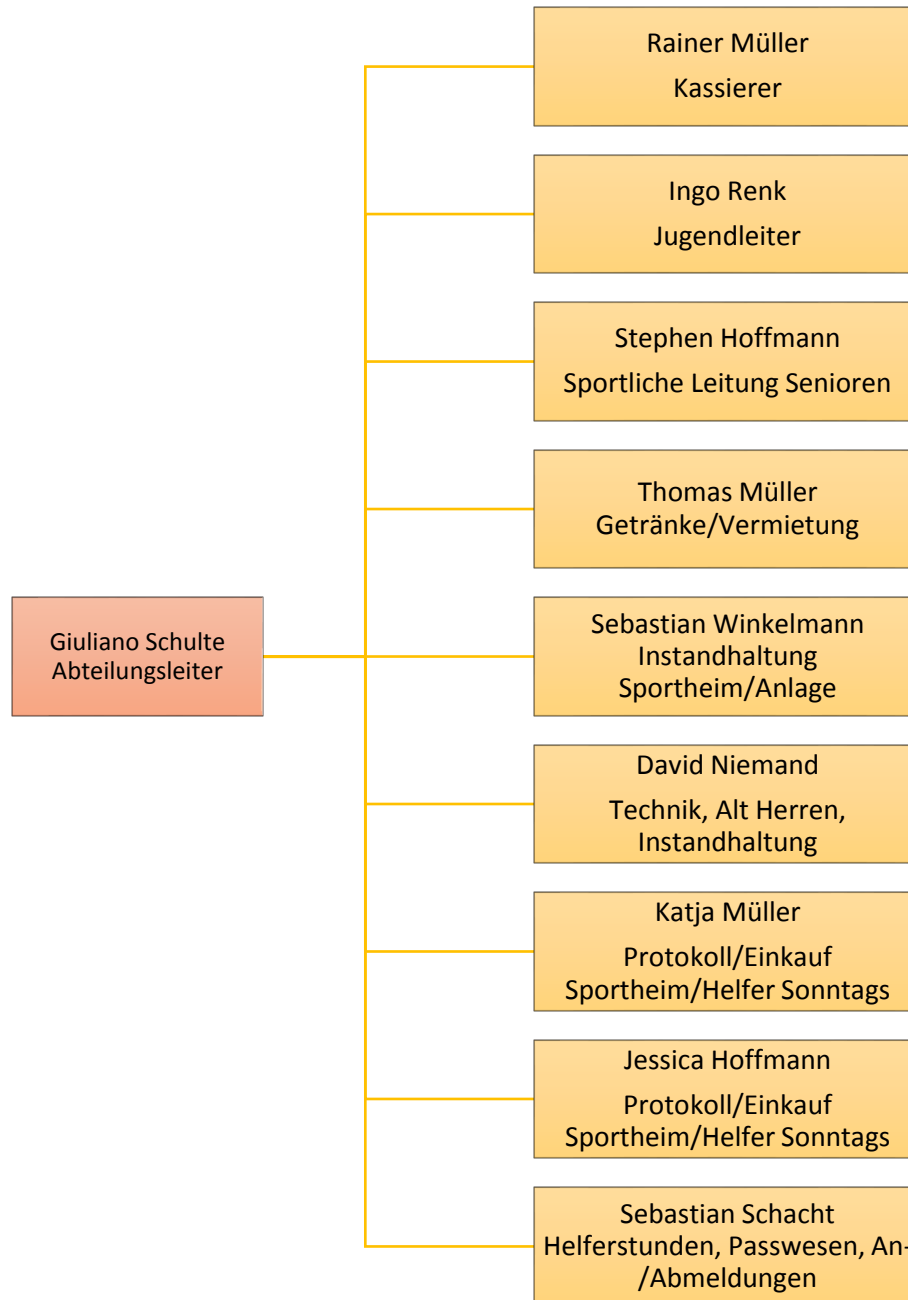 Rainer Müller
Kassierer
Ingo Renk
Jugendleiter
Stephen Hoffmann
Sportliche Leitung Senioren
Thomas Müller
Getränke/Vermietung
Giuliano Schulte
Abteilungsleiter
Sebastian Winkelmann
Instandhaltung
Sportheim/Anlage
David Niemand
Technik, Alt Herren,
Instandhaltung
Katja Müller
Protokoll/Einkauf
Sportheim/Helfer Sonntags
Jessica Hoffmann
Protokoll/Einkauf
Sportheim/Helfer Sonntags
Sebastian Schacht
Helferstunden, Passwesen, An-
/Abmeldungen